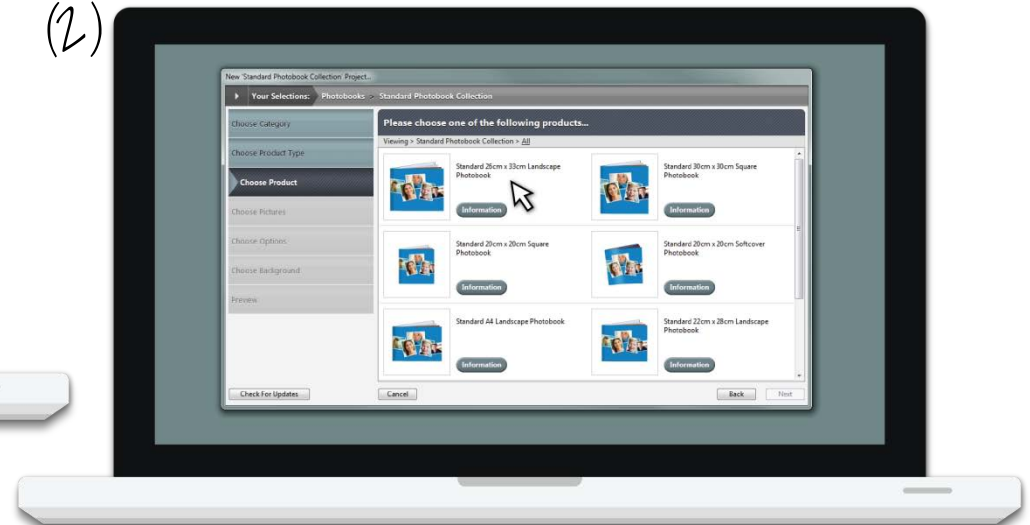 (2)
New 'Standard Photobook Collection' Project...
Your Selections: Photobooks > Standard Photobook Collection
Choose Category
Choose Product Type
Choose Product
Choose Pictures
Choose Options
Choose Background
Preview
Please choose one of the following products...
Viewing > Standard Photobook Collection > All
Standard 26cm x 33cm Landscape
Photobook
Information
Standard 30cm x 30cm Square
Photobook
Information
Standard 20cm x 20cm Square
Photobook
Information
Standard 20cm x 20cm Softcover
Photobook
Information
Standard A4 Landscape Photobook
Information
Standard 22cm x 28cm Landscape
Photobook
Information
Check For Updates
Cancel
Back
Next